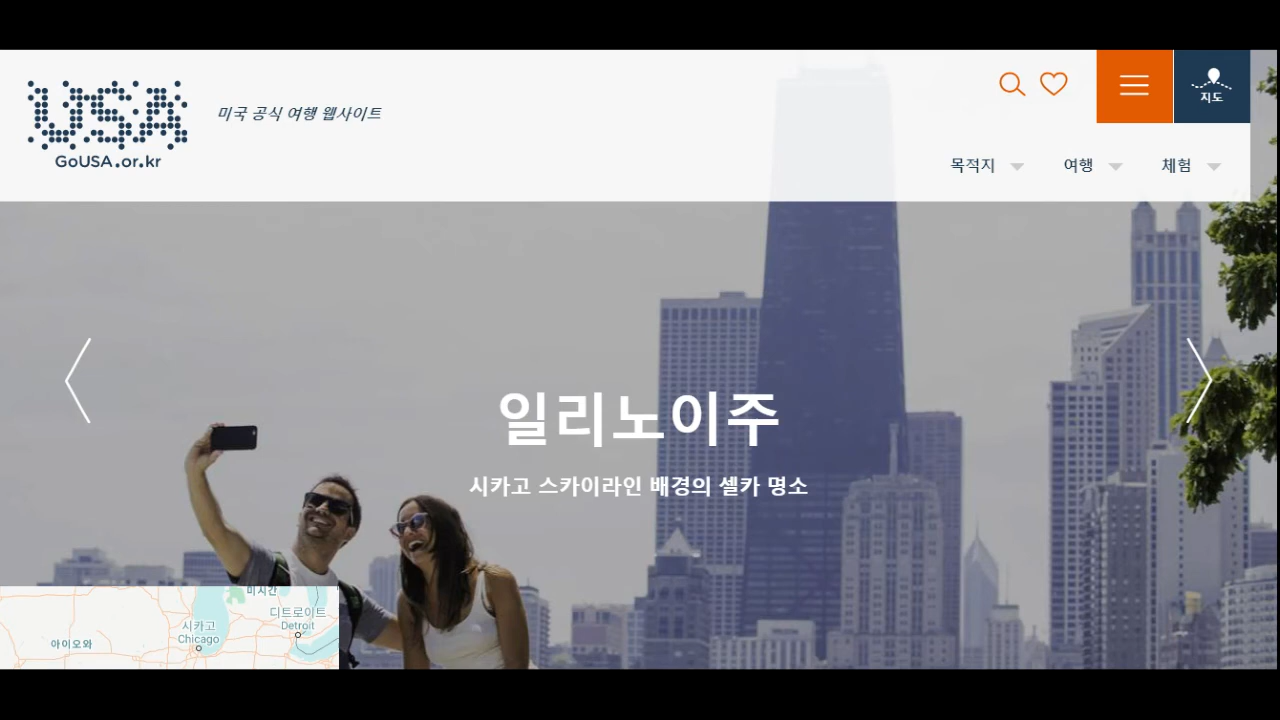 USA
GoUSA.or.kr
미국 공식 여행 웹사이트
지도
목적지
여행
체험
일리노이주
시카고 스카이라인 배경의 셀카 명소
미시간
디트로이트
Detroit
시카고
Chicago
아이오와